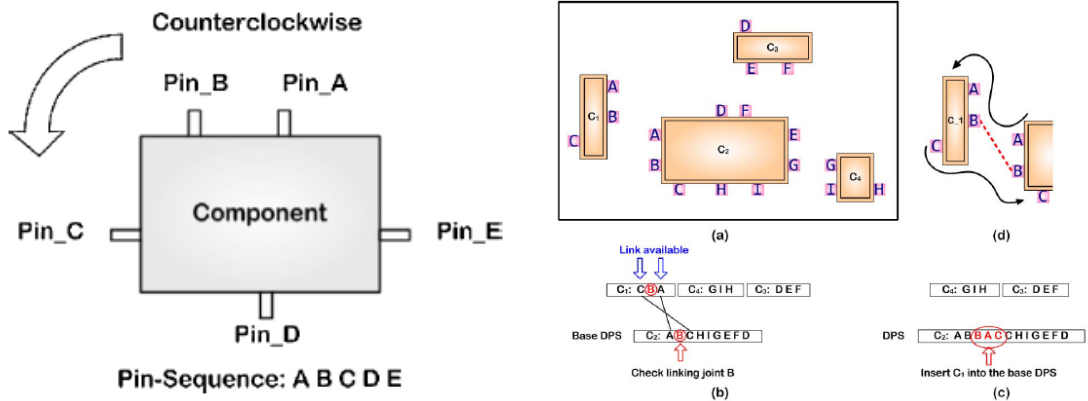 Counterclockwise
Pin_B
Pin_A
Pin_C
Component
Pin_E
Pin_D
Pin-Sequence: A B C D E
D
C₃
E F
A
C₁
B
C
D F
A
E
C₂
B
G
C H I
G
C₄
I
H
(a)
A
C_1
B
C
A
B
C
(d)
Link available
C₁: C B A
C₄: G I H
C₃: D E F
Base DPS
C₂: A B C H I G E F D
Check linking joint B
(b)
C₄: G I H
C₃: D E F
DPS
C₂: A B B A C C H I G E F D
Insert C₁ into the base DPS
(c)